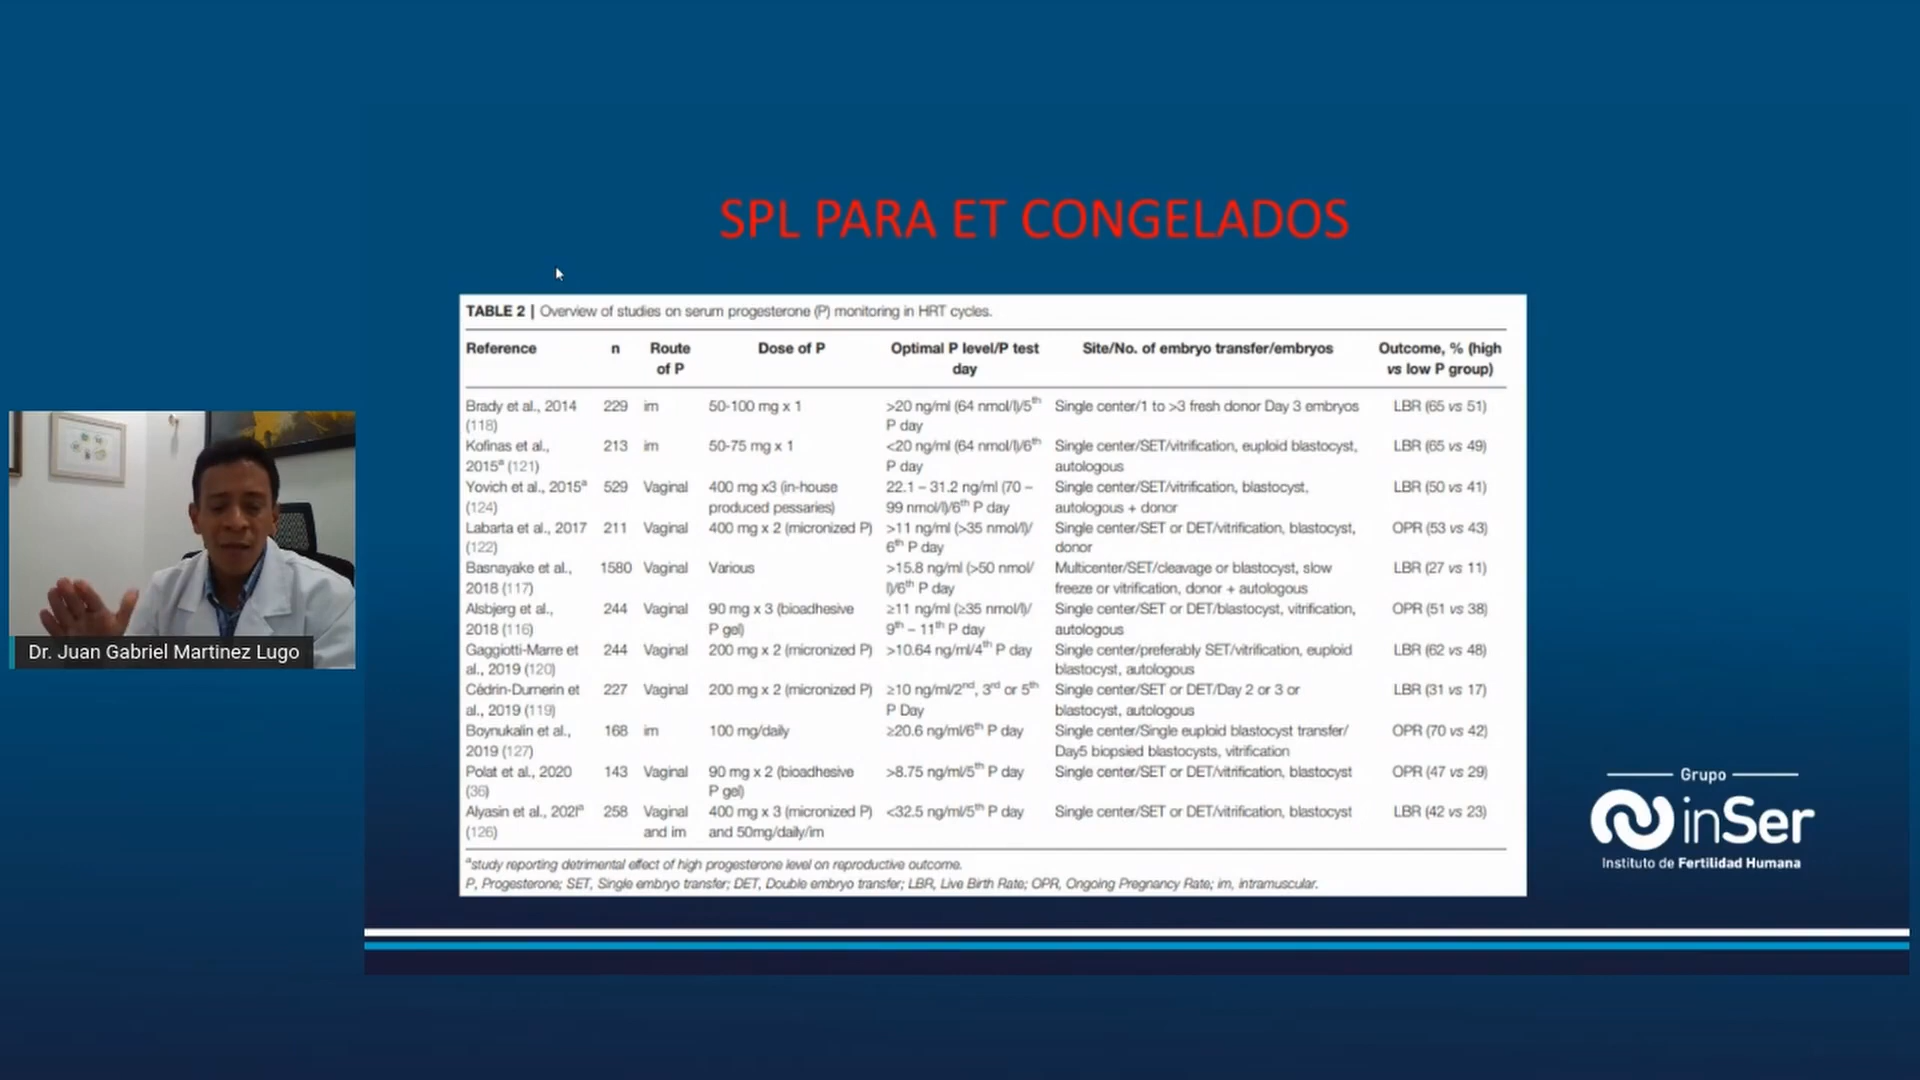 SPL PARA ET CONGELADOS
TABLE 2 | Overview of studies on serum progesterone (P) monitoring in HRT cycles.
Reference n Route of P Dose of P Optimal P level/P test day Site/No. of embryo transfer/embryos Outcome, % (high vs low P group)
Brady et al., 2014 (118) 229 im 50-100 mg x 1 >20 ng/ml (64 nmol/l)/5th P day Single center/1 to >3 fresh donor Day 3 embryos LBR (65 vs 51)
Kofinas et al., 2015a (121) 213 im 50-75 mg x 1 <20 ng/ml (64 nmol/l)/6th P day Single center/SET/vitrification, euploid blastocyst, autologous LBR (65 vs 49)
Yovich et al., 2015a (124) 529 Vaginal 400 mg x3 (in-house produced pessaries) 22.1 – 31.2 ng/ml (70 – 99 nmol/l)/6th P day Single center/SET/vitrification, blastocyst, autologous + donor LBR (50 vs 41)
Labarta et al., 2017 (122) 211 Vaginal 400 mg x 2 (micronized P) >11 ng/ml (>35 nmol/l)/ 6th P day Single center/SET or DET/vitrification, blastocyst, donor OPR (53 vs 43)
Basnayake et al., 2018 (117) 1580 Vaginal Various >15.8 ng/ml (>50 nmol/ l)/6th P day Multicenter/SET/cleavage or blastocyst, slow freeze or vitrification, donor + autologous LBR (27 vs 11)
Alsbjerg et al., 2018 (116) 244 Vaginal 90 mg x 3 (bioadhesive P gel) ≥11 ng/ml (≥35 nmol/l)/ 9th – 11th P day Single center/SET or DET/blastocyst, vitrification, autologous OPR (51 vs 38)
Gaggiotti-Marre et al., 2019 (120) 244 Vaginal 200 mg x 2 (micronized P) >10.64 ng/ml/4th P day Single center/preferably SET/vitrification, euploid blastocyst, autologous LBR (62 vs 48)
Cédrin-Durnerin et al., 2019 (119) 227 Vaginal 200 mg x 2 (micronized P) ≥10 ng/ml/2nd, 3rd or 5th P Day Single center/SET or DET/Day 2 or 3 or blastocyst, autologous LBR (31 vs 17)
Boynukalin et al., 2019 (127) 168 im 100 mg/daily ≥20.6 ng/ml/6th P day Single center/Single euploid blastocyst transfer/ Day5 biopsied blastocysts, vitrification OPR (70 vs 42)
Polat et al., 2020 (36) 143 Vaginal 90 mg x 2 (bioadhesive P gel) >8.75 ng/ml/5th P day Single center/SET or DET/vitrification, blastocyst OPR (47 vs 29)
Alyasin et al., 202la (126) 258 Vaginal and im 400 mg x 3 (micronized P) and 50mg/daily/im <32.5 ng/ml/5th P day Single center/SET or DET/vitrification, blastocyst LBR (42 vs 23)
astudy reporting detrimental effect of high progesterone level on reproductive outcome.
P, Progesterone; SET, Single embryo transfer; DET, Double embryo transfer; LBR, Live Birth Rate; OPR, Ongoing Pregnancy Rate; im, intramuscular.
Dr. Juan Gabriel Martinez Lugo
Grupo
inSer
Instituto de Fertilidad Humana